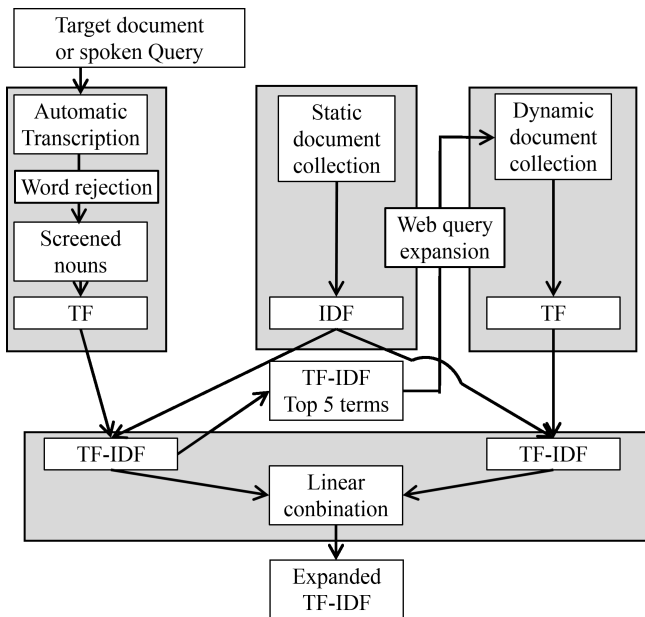 Target document
or spoken Query
Automatic
Transcription
Word rejection
Screened
nouns
TF
Static
document
collection
IDF
Web query
expansion
Dynamic
document
collection
TF
TF-IDF
Top 5 terms
TF-IDF
TF-IDF
Linear
conbination
Expanded
TF-IDF